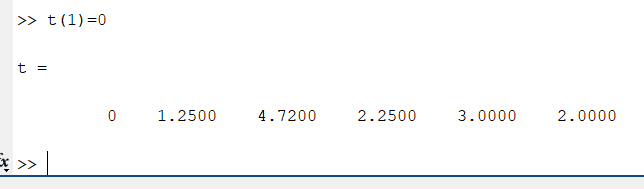 >> t(1)=0
t =
0 1.2500 4.7200 2.2500 3.0000 2.0000
fx >>